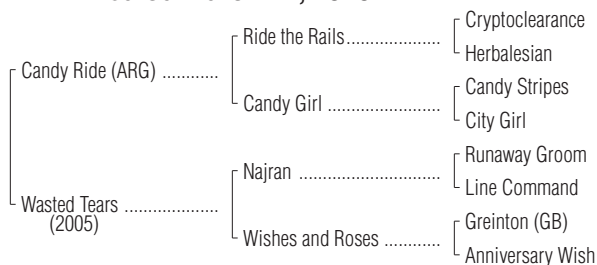 Cryptoclearance
Ride the Rails....................
Herbalesian
Candy Ride (ARG) ............
Candy Stripes
Candy Girl ........................
City Girl
Runaway Groom
Najran ..............................
Line Command
Wasted Tears ....................
(2005)
Greinton (GB)
Wishes and Roses ............
Anniversary Wish